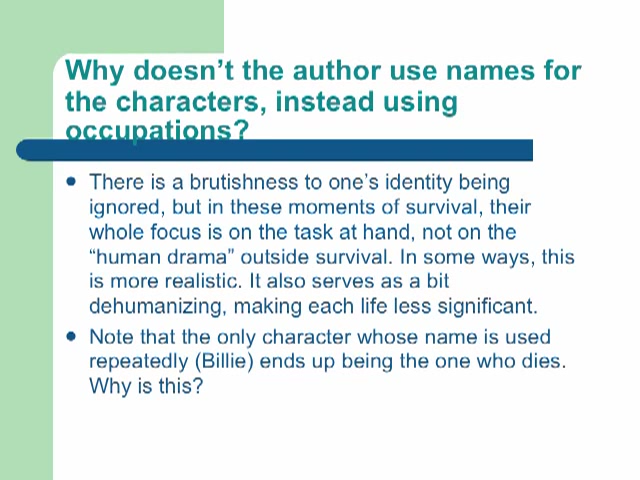 Why doesn’t the author use names for
the characters, instead using
occupations?
There is a brutishness to one’s identity being
ignored, but in these moments of survival, their
whole focus is on the task at hand, not on the
“human drama” outside survival. In some ways, this
is more realistic. It also serves as a bit
dehumanizing, making each life less significant.
Note that the only character whose name is used
repeatedly (Billie) ends up being the one who dies.
Why is this?